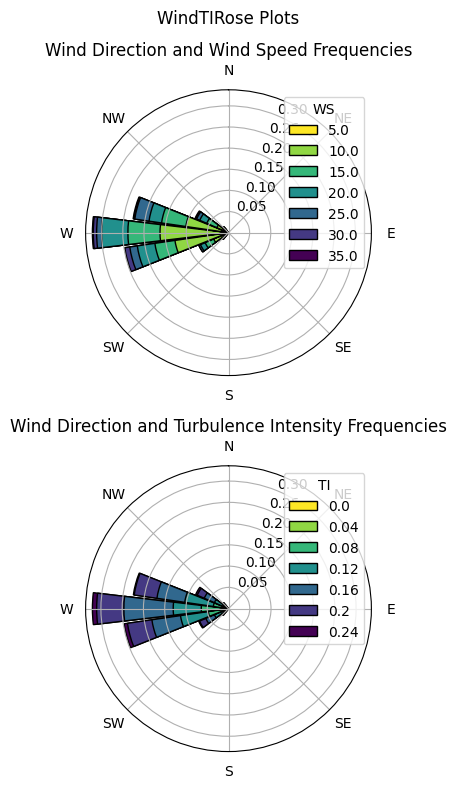 WindTIRose Plots
Wind Direction and Wind Speed Frequencies
N
NW
NE
W
E
SW
SE
S
0.05
0.10
0.15
0.30
WS
5.0
10.0
15.0
20.0
25.0
30.0
35.0
Wind Direction and Turbulence Intensity Frequencies
N
NW
NE
W
E
SW
SE
S
0.05
0.10
0.15
0.30
TI
0.0
0.04
0.08
0.12
0.16
0.2
0.24